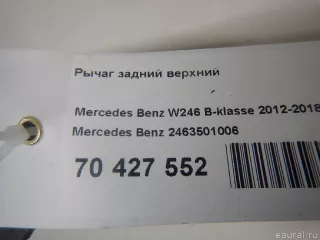 Рычаг задний верхний
Mercedes Benz W246 B-klasse 2012-2018
Mercedes Benz 2463501006
70 427 552
© eaural.ru